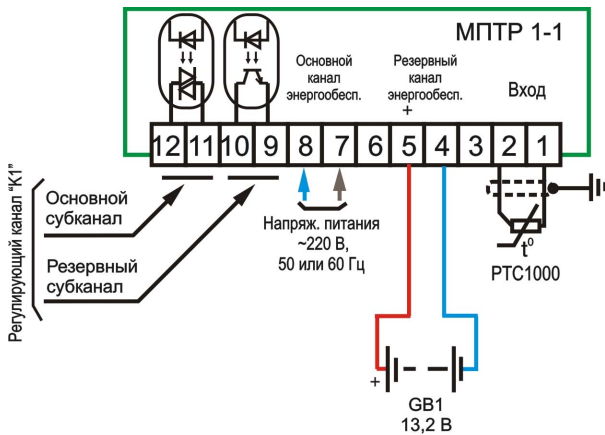 МПТР 1-1
Основной
канал
энергообесп.
Резервный
канал
энергообесп.
+
Вход
12 11 10 9 8 7 6 5 4 3 2 1
Регулирующий канал "К1"
Основной
субканал
Резервный
субканал
Напряж. питания
~220 В,
50 или 60 Гц
t⁰
РТС1000
+
GB1
13,2 В